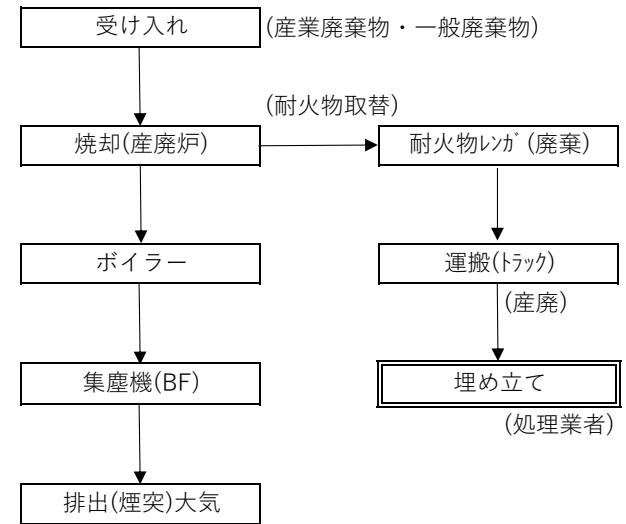 受け入れ
(産業廃棄物・一般廃棄物)
(耐火物取替)
焼却(産廃炉)
耐火物ﾚﾝｶﾞ(廃棄)
ボイラー
運搬(ﾄﾗｯｸ)
(産廃)
集塵機(BF)
埋め立て
(処理業者)
排出(煙突)大気